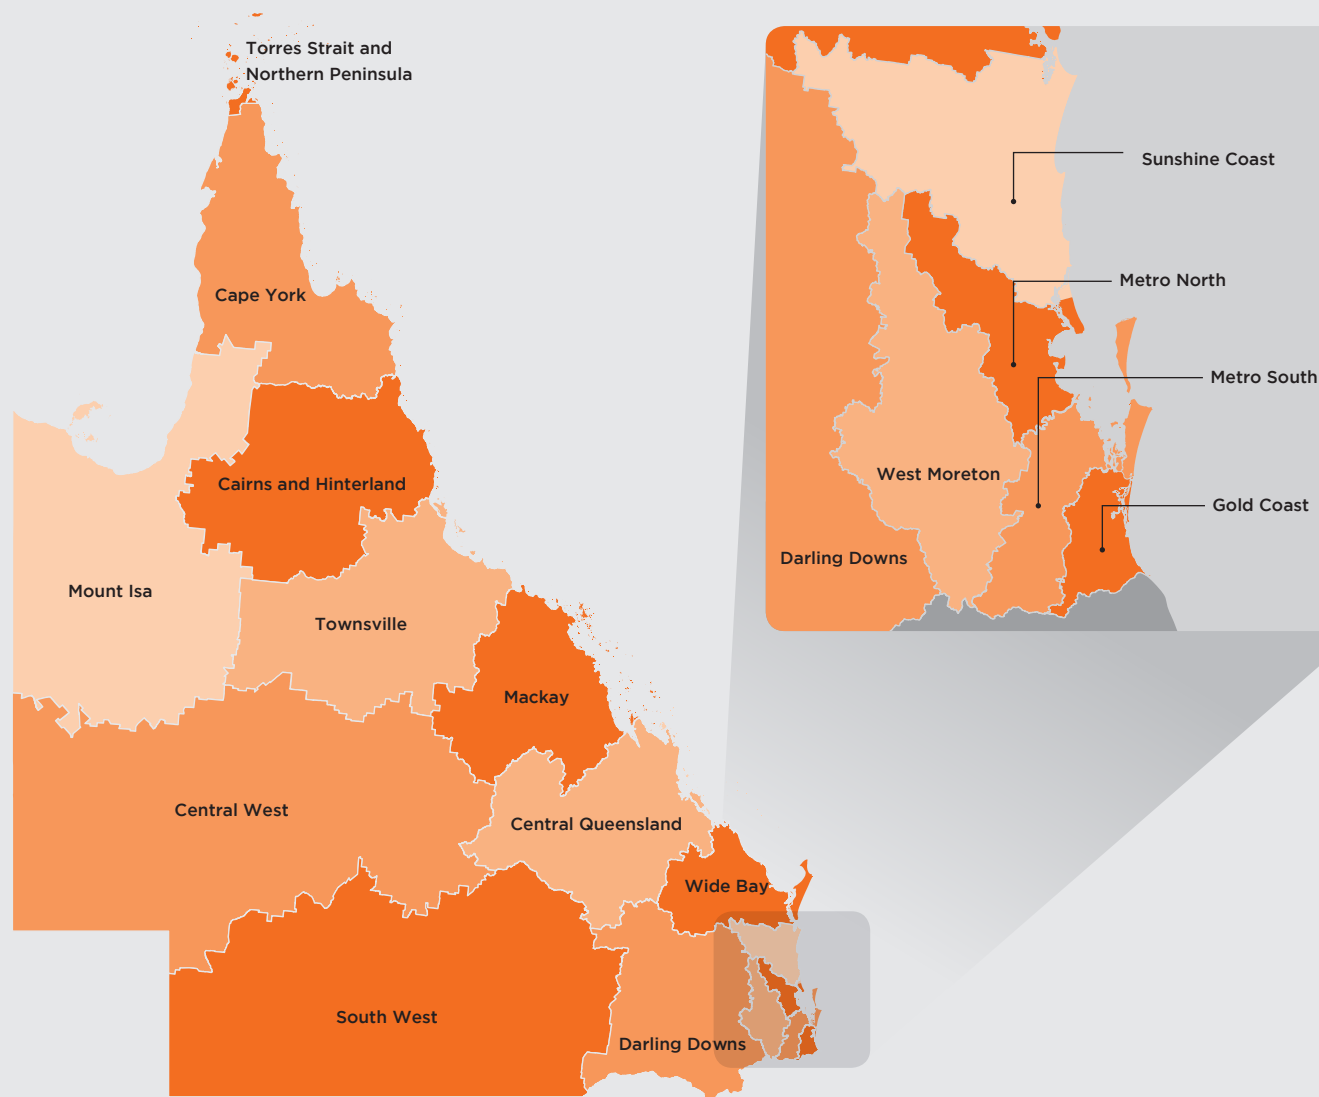 Torres Strait and
Northern Peninsula
Cape York
Cairns and Hinterland
Mount Isa
Townsville
Mackay
Central West
Central Queensland
Wide Bay
South West
Darling Downs
Sunshine Coast
Metro North
Metro South
West Moreton
Gold Coast
Darling Downs